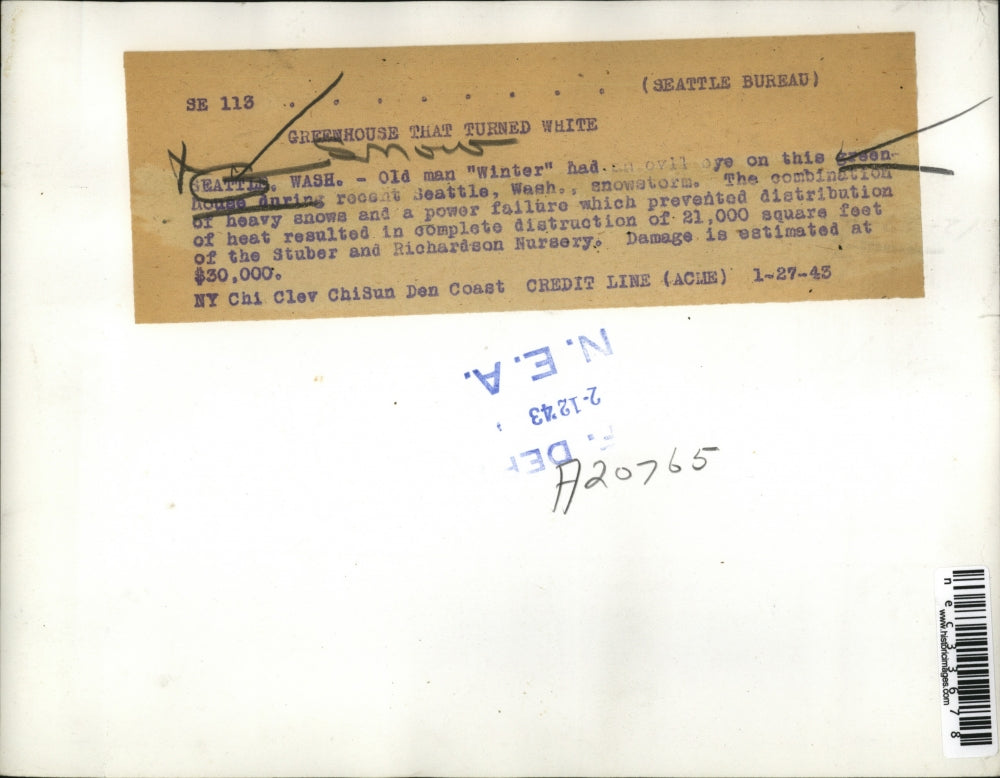 SE 113 . . . . . . . . . (SEATTLE BUREAU)
GREENHOUSE THAT TURNED WHITE
Snow
SEATTLE. WASH. - Old man "Winter" had an evil eye on this green-
house during recent Seattle, Wash., snowstorm. The combination
of heavy snows and a power failure which prevented distribution
of heat resulted in complete distruction of 21,000 square feet
of the Stuber and Richardson Nursery. Damage is estimated at
$30,000.
NY Chi Clev ChiSun Den Coast CREDIT LINE (ACME) 1-27-43
N.E.A.
2-12'43
A20765
nec33678
www.historicimages.com